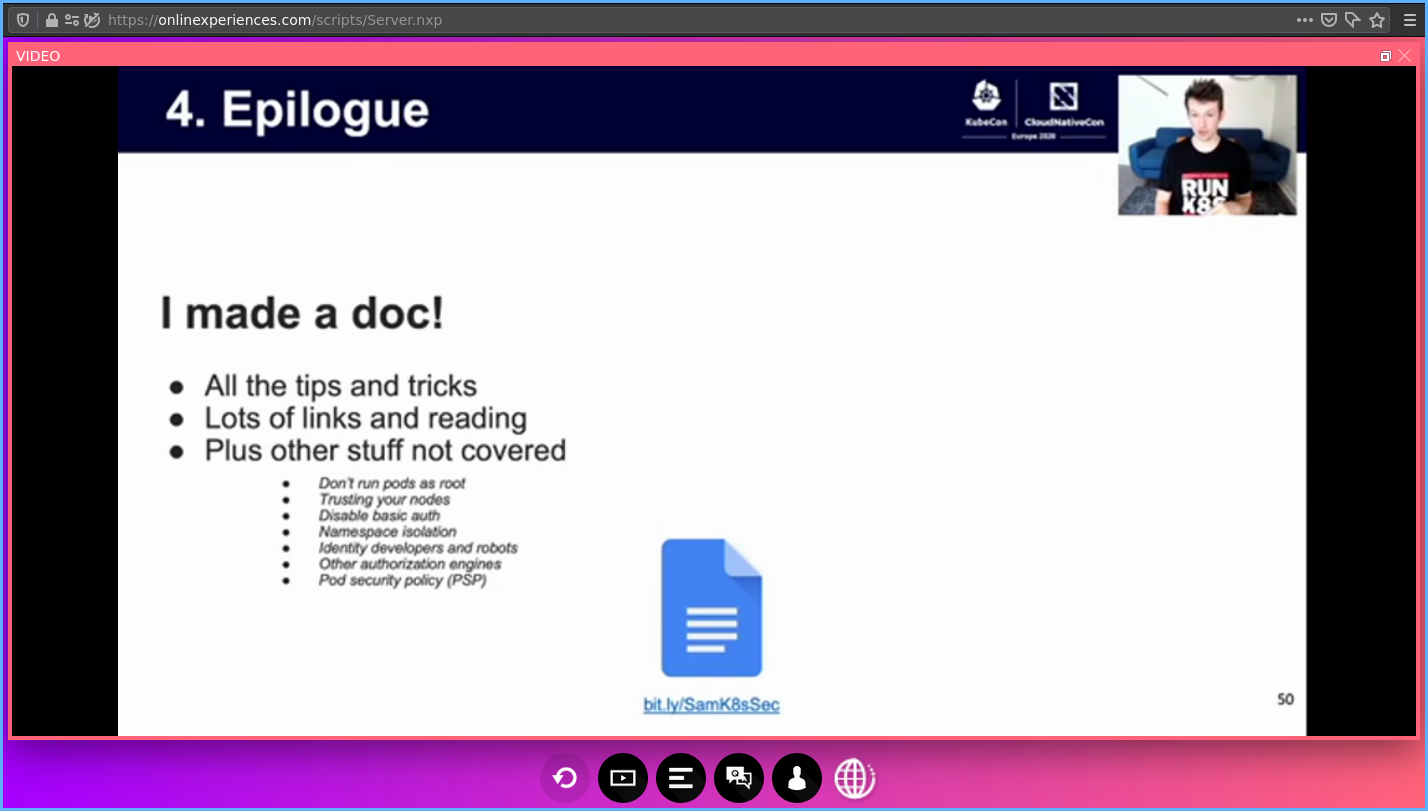 https://onlinexperiences.com/scripts/Server.nxp
VIDEO
4. Epilogue
KubeCon
CloudNativeCon
Europe 2020
RUN
K8S
I made a doc!
● All the tips and tricks
● Lots of links and reading
● Plus other stuff not covered
● Don't run pods as root
● Trusting your nodes
● Disable basic auth
● Namespace isolation
● Identity developers and robots
● Other authorization engines
● Pod security policy (PSP)
bit.ly/SamK8sSec
50